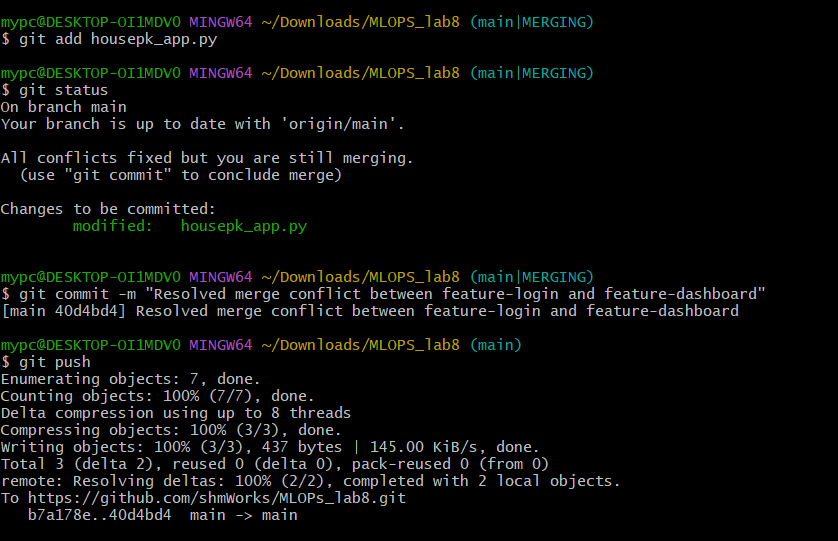 mypc@DESKTOP-OI1MDV0 MINGW64 ~/Downloads/MLOPS_lab8 (main|MERGING)
$ git add housepk_app.py
mypc@DESKTOP-OI1MDV0 MINGW64 ~/Downloads/MLOPS_lab8 (main|MERGING)
$ git status
On branch main
Your branch is up to date with 'origin/main'.
All conflicts fixed but you are still merging.
  (use "git commit" to conclude merge)
Changes to be committed:
        modified:   housepk_app.py
mypc@DESKTOP-OI1MDV0 MINGW64 ~/Downloads/MLOPS_lab8 (main|MERGING)
$ git commit -m "Resolved merge conflict between feature-login and feature-dashboard"
[main 40d4bd4] Resolved merge conflict between feature-login and feature-dashboard
mypc@DESKTOP-OI1MDV0 MINGW64 ~/Downloads/MLOPS_lab8 (main)
$ git push
Enumerating objects: 7, done.
Counting objects: 100% (7/7), done.
Delta compression using up to 8 threads
Compressing objects: 100% (3/3), done.
Writing objects: 100% (3/3), 437 bytes | 145.00 KiB/s, done.
Total 3 (delta 2), reused 0 (delta 0), pack-reused 0 (from 0)
remote: Resolving deltas: 100% (2/2), completed with 2 local objects.
To https://github.com/shmWorks/MLOPs_lab8.git
   b7a178e..40d4bd4  main -> main